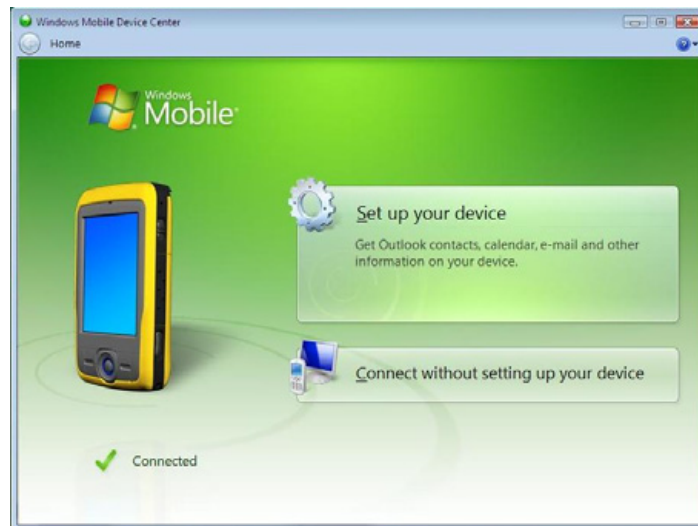 Windows Mobile Device Center
Home
Windows
Mobile®
Set up your device
Get Outlook contacts, calendar, e-mail and other
information on your device.
Connect without setting up your device
Connected